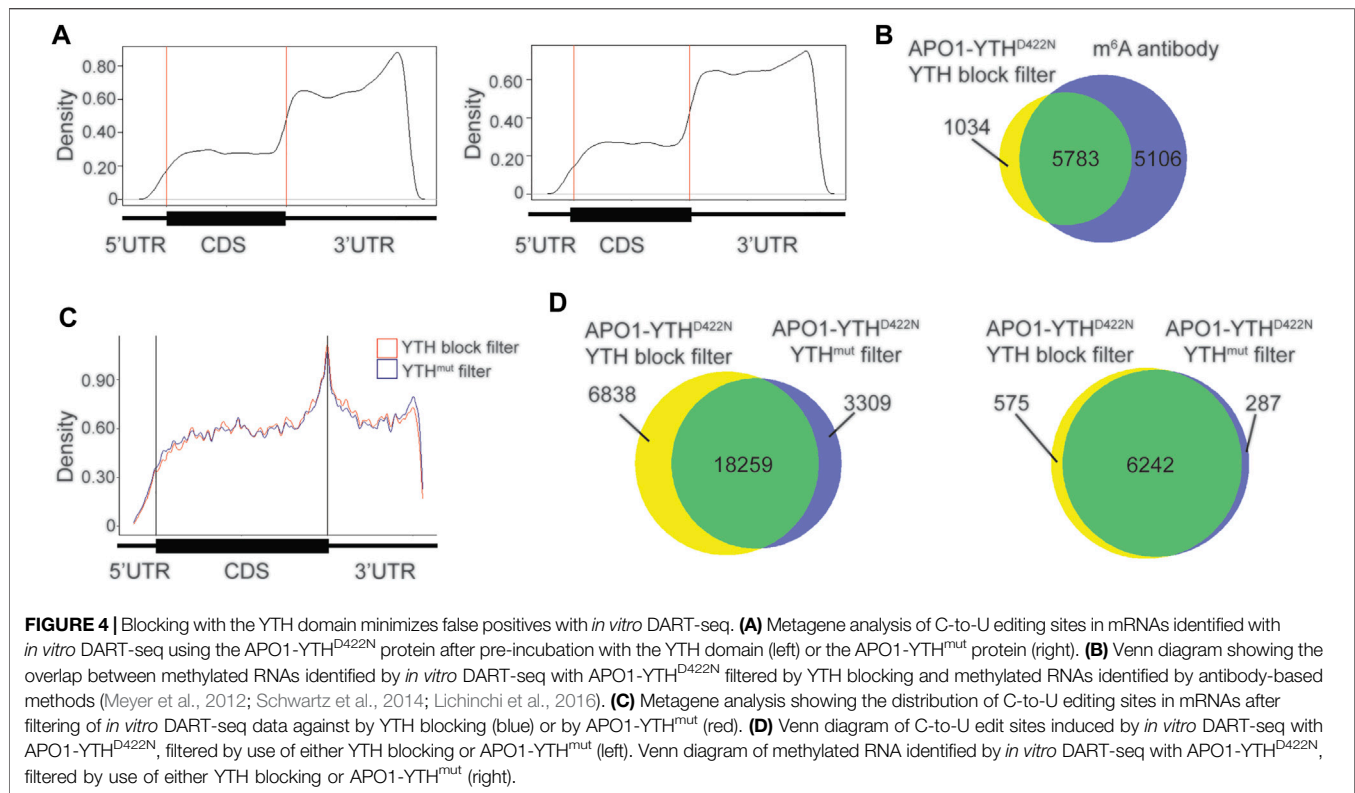 A
Density
0.80
0.60
0.40
0.20
0
5'UTR CDS 3'UTR
Density
0.60
0.40
0.20
0
5'UTR CDS 3'UTR
B
APO1-YTHD422N
YTH block filter
m6A antibody
1034
5783
5106
C
YTH block filter
YTHmut filter
Density
0.90
0.60
0.30
0
5'UTR CDS 3'UTR
D
APO1-YTHD422N
YTH block filter
APO1-YTHD422N
YTHmut filter
6838
18259
3309
APO1-YTHD422N
YTH block filter
APO1-YTHD422N
YTHmut filter
575
6242
287
FIGURE 4 | Blocking with the YTH domain minimizes false positives with in vitro DART-seq. (A) Metagene analysis of C-to-U editing sites in mRNAs identified with
in vitro DART-seq using the APO1-YTHD422N protein after pre-incubation with the YTH domain (left) or the APO1-YTHmut protein (right). (B) Venn diagram showing the
overlap between methylated RNAs identified by in vitro DART-seq with APO1-YTHD422N filtered by YTH blocking and methylated RNAs identified by antibody-based
methods (Meyer et al., 2012; Schwartz et al., 2014; Lichinchi et al., 2016). (C) Metagene analysis showing the distribution of C-to-U editing sites in mRNAs after
filtering of in vitro DART-seq data against by YTH blocking (blue) or by APO1-YTHmut (red). (D) Venn diagram of C-to-U edit sites induced by in vitro DART-seq with
APO1-YTHD422N, filtered by use of either YTH blocking or APO1-YTHmut (left). Venn diagram of methylated RNA identified by in vitro DART-seq with APO1-YTHD422N,
filtered by use of either YTH blocking or APO1-YTHmut (right).